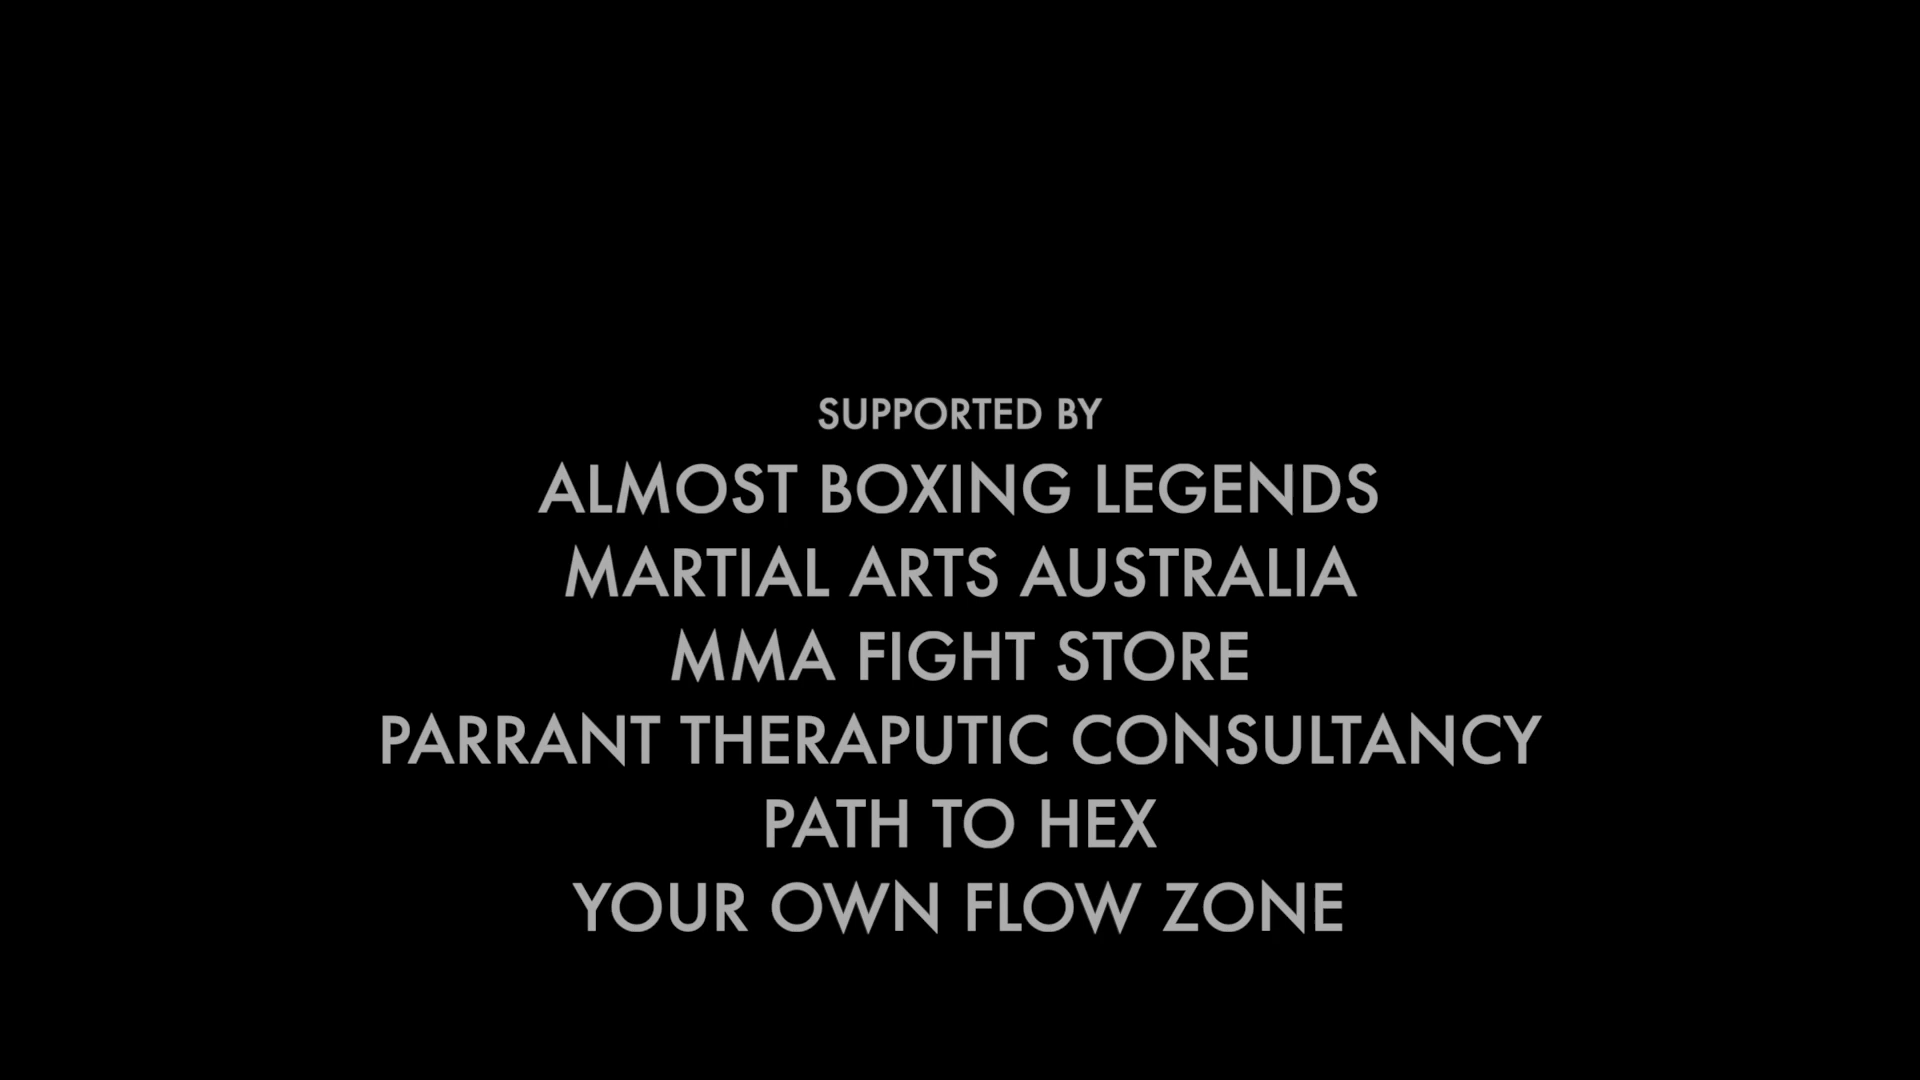 SUPPORTED BY
ALMOST BOXING LEGENDS
MARTIAL ARTS AUSTRALIA
MMA FIGHT STORE
PARRANT THERAPUTIC CONSULTANCY
PATH TO HEX
YOUR OWN FLOW ZONE